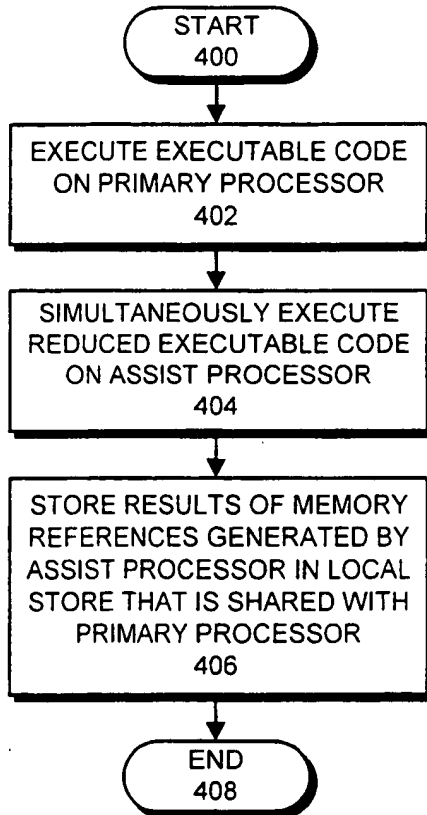 START
400
EXECUTE EXECUTABLE CODE
ON PRIMARY PROCESSOR
402
SIMULTANEOUSLY EXECUTE
REDUCED EXECUTABLE CODE
ON ASSIST PROCESSOR
404
STORE RESULTS OF MEMORY
REFERENCES GENERATED BY
ASSIST PROCESSOR IN LOCAL
STORE THAT IS SHARED WITH
PRIMARY PROCESSOR
406
END
408